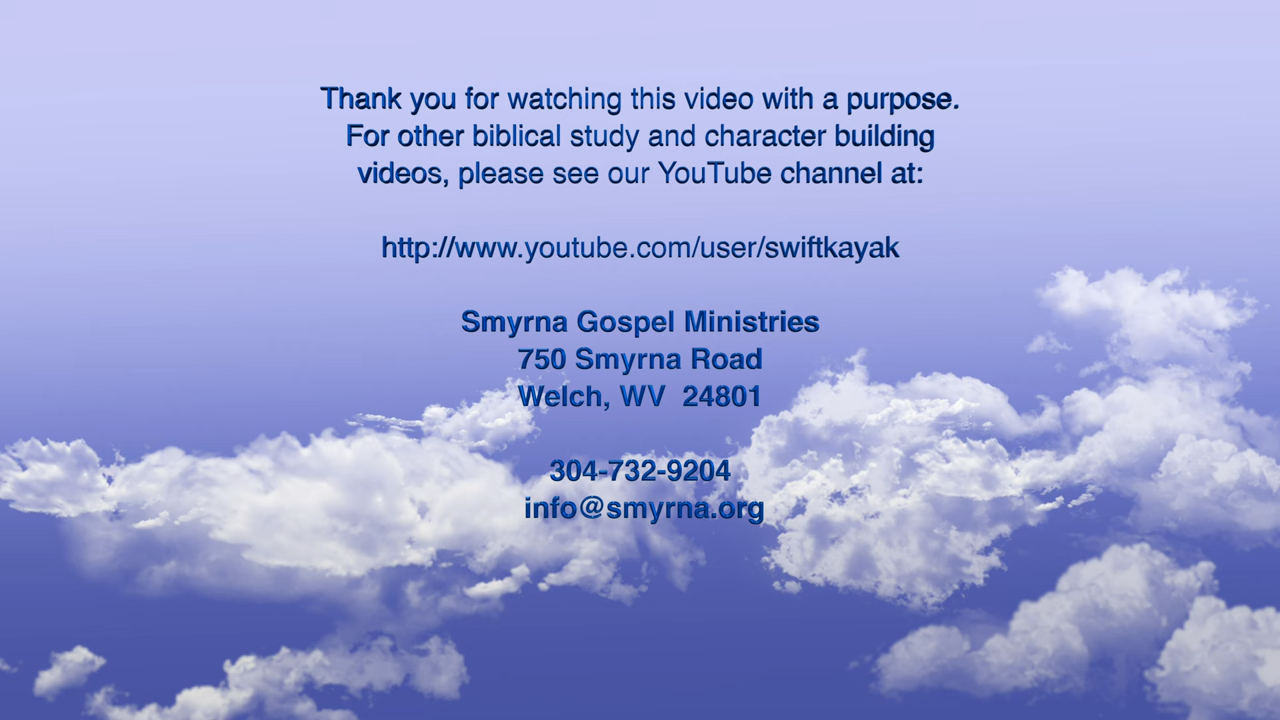 Thank you for watching this video with a purpose.
For other biblical study and character building
videos, please see our YouTube channel at:
http://www.youtube.com/user/swiftkayak
Smyrna Gospel Ministries
750 Smyrna Road
Welch, WV  24801
304-732-9204
info@smyrna.org